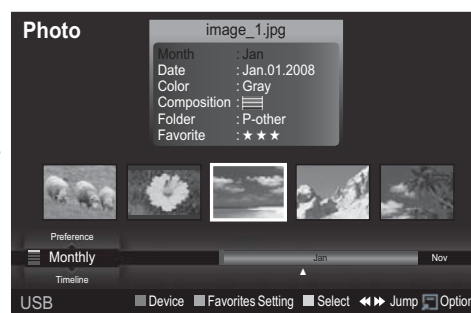 Photo
image_1.jpg
Month : Jan
Date : Jan.01.2008
Color : Gray
Composition :
Folder : P-other
Favorite : ★★★
Preference
Monthly
Timeline
Jan
Nov
USB
Device Favorites Setting Select ◀◀ ▶▶ Jump Option